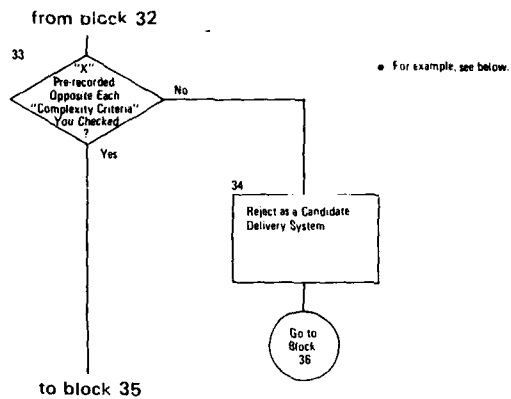 from block 32
33
"X"
Pre-recorded
Opposite Each
"Complexity Criteria"
You Checked
?
No
Yes
• For example, see below.
34
Reject as a Candidate
Delivery System
Go to
Block
36
to block 35